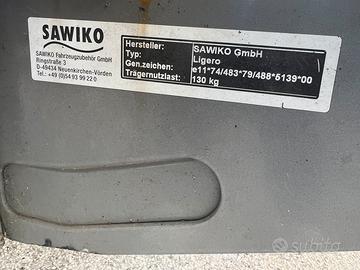 SAWIKO
SAWIKO Fahrzeugzubehör GmbH
Ringstraße 3
D-49434 Neuenkirchen-Vörden
Tel.: +49 (0)54 93 99 22 0
Hersteller: SAWIKO GmbH
Typ: Ligero
Gen.zeichen: e11*74/483*79/488*5139*00
Trägernutzlast: 130 kg
subito